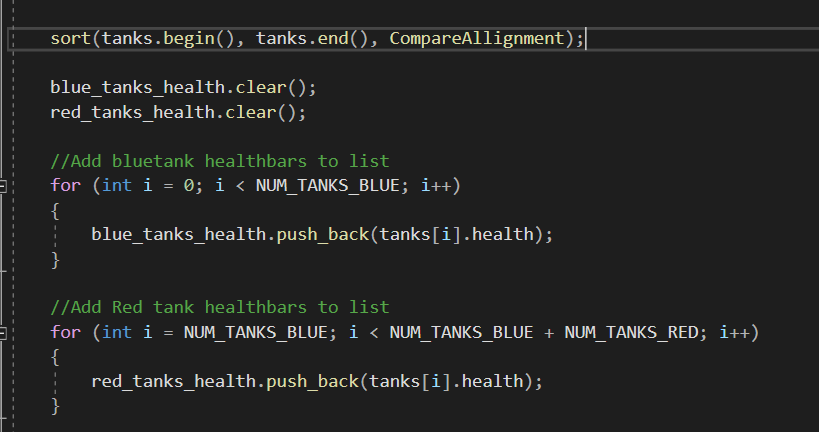 sort(tanks.begin(), tanks.end(), CompareAllignment);
blue_tanks_health.clear();
red_tanks_health.clear();
//Add bluetank healthbars to list
for (int i = 0; i < NUM_TANKS_BLUE; i++)
{
blue_tanks_health.push_back(tanks[i].health);
}
//Add Red tank healthbars to list
for (int i = NUM_TANKS_BLUE; i < NUM_TANKS_BLUE + NUM_TANKS_RED; i++)
{
red_tanks_health.push_back(tanks[i].health);
}